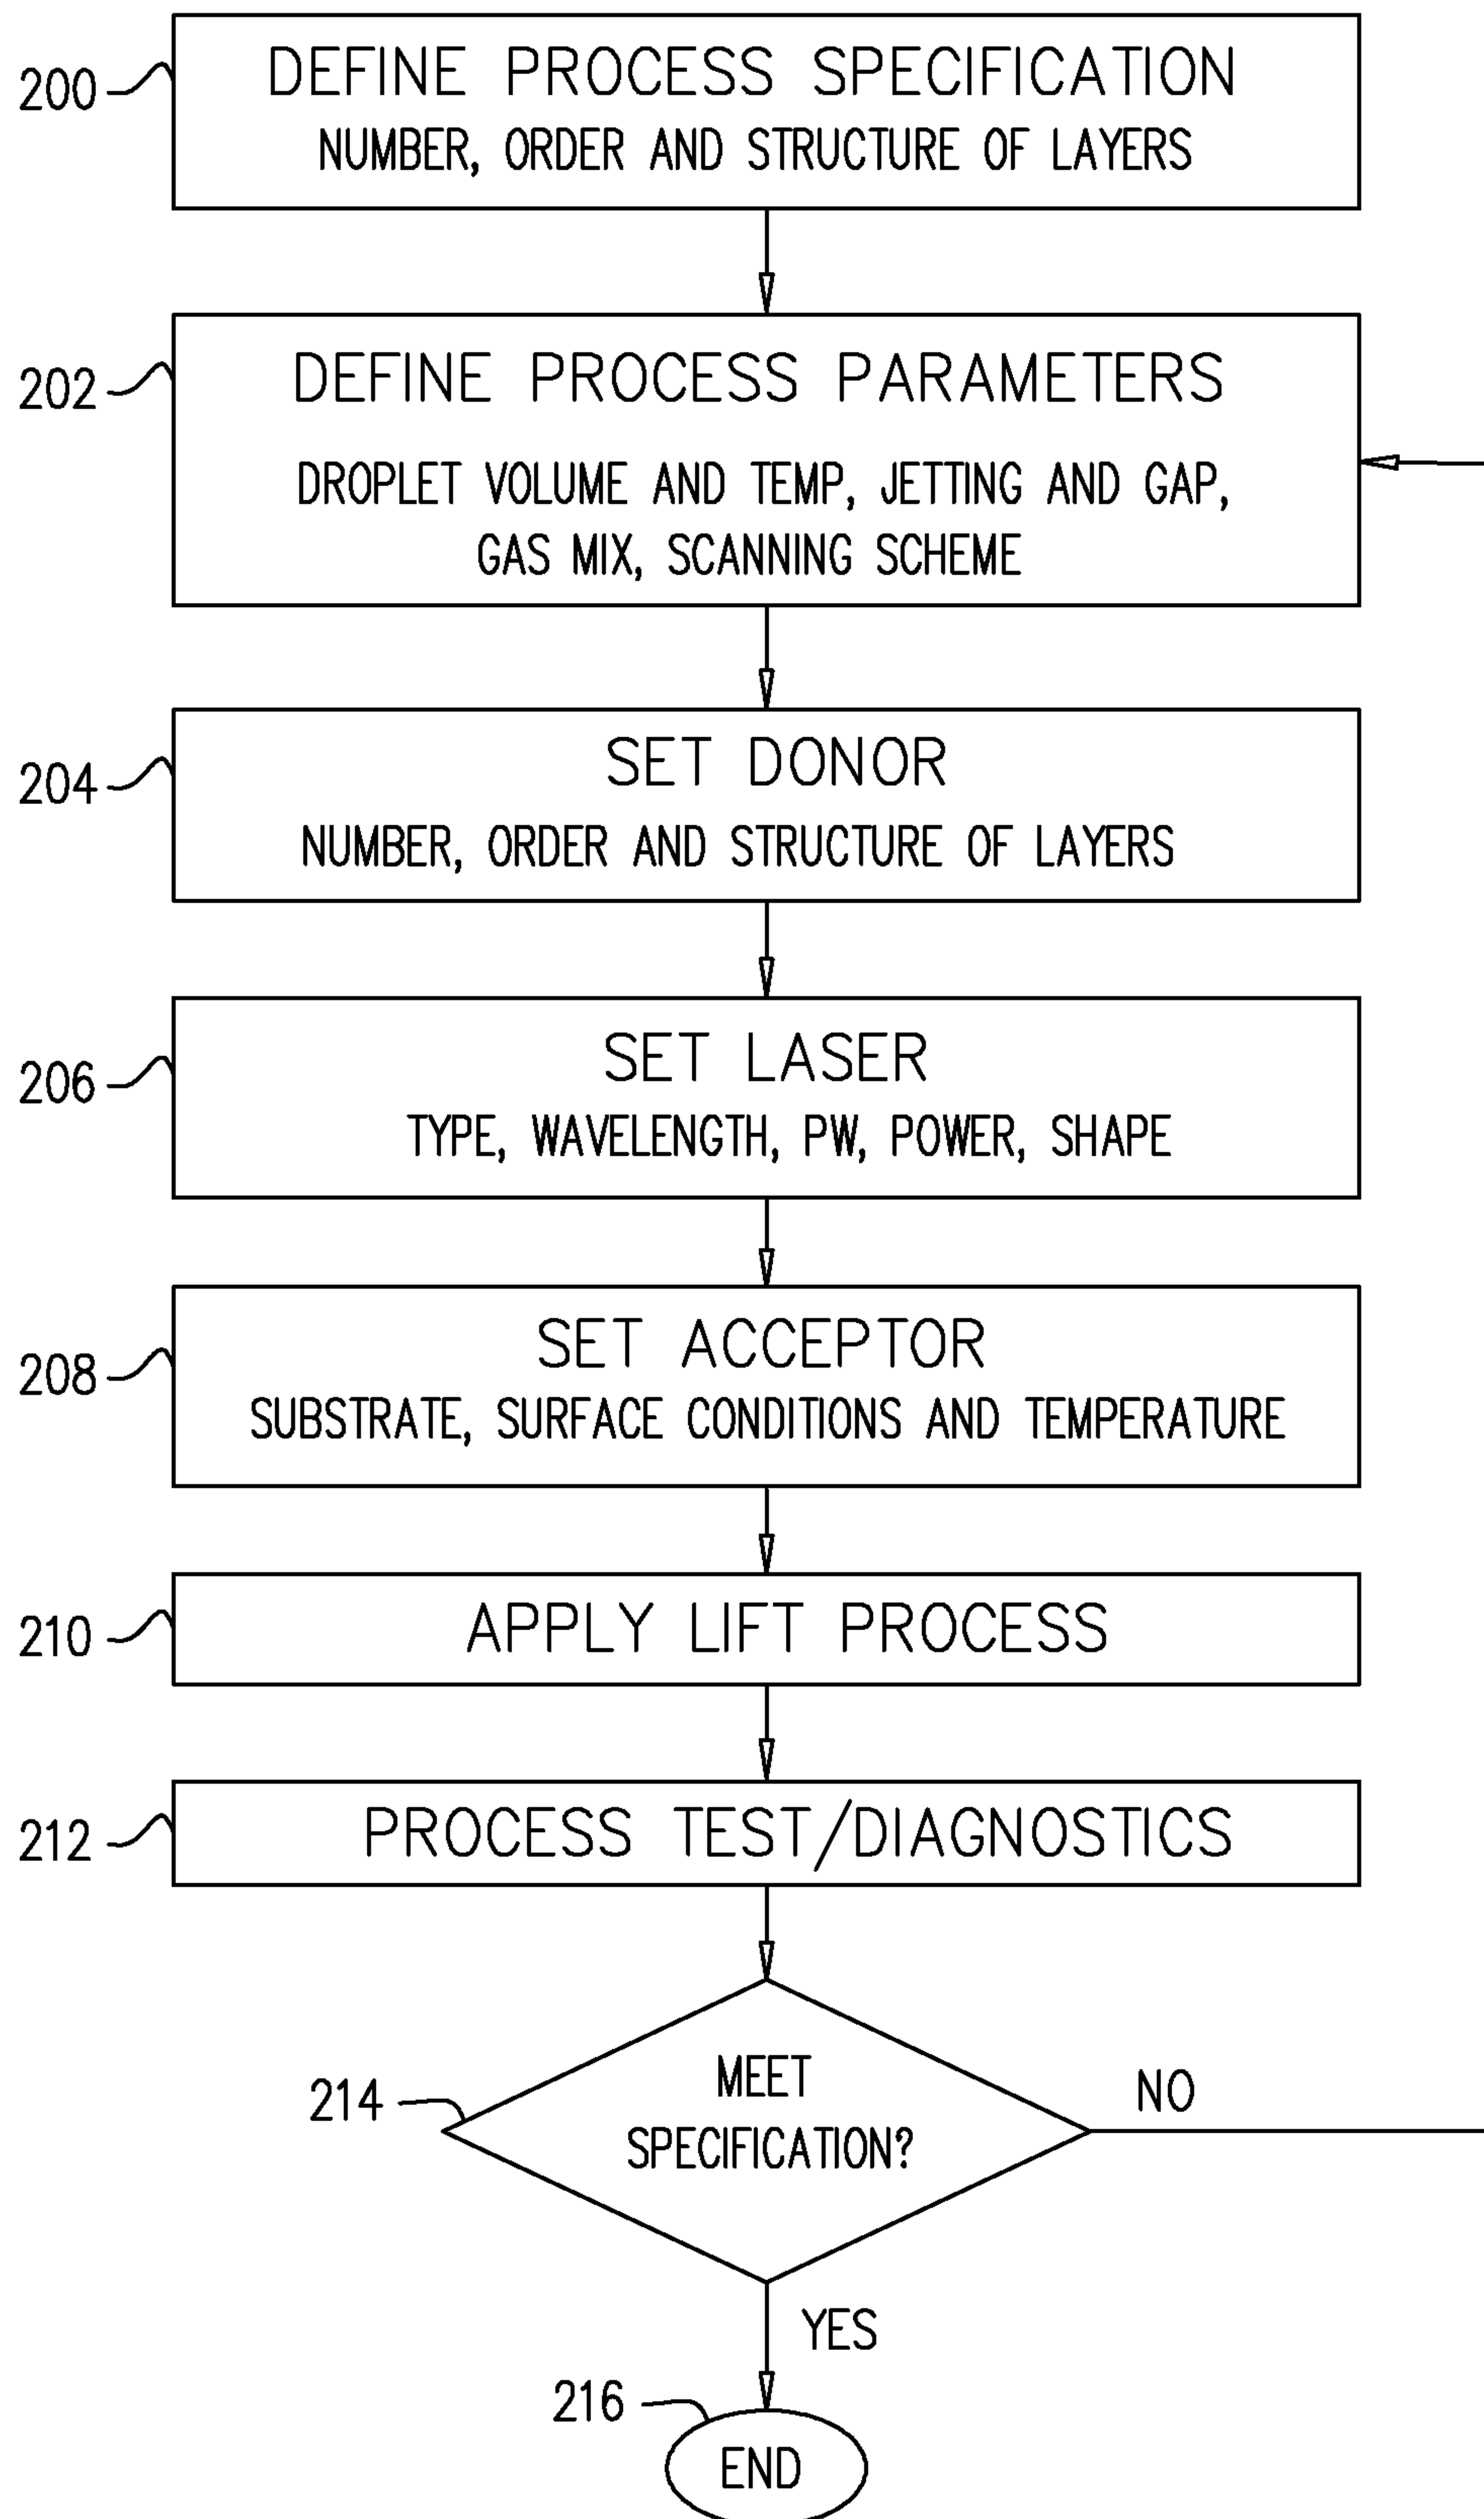 200
DEFINE PROCESS SPECIFICATION
NUMBER, ORDER AND STRUCTURE OF LAYERS
202
DEFINE PROCESS PARAMETERS
DROPLET VOLUME AND TEMP, JETTING AND GAP,
GAS MIX, SCANNING SCHEME
204
SET DONOR
NUMBER, ORDER AND STRUCTURE OF LAYERS
206
SET LASER
TYPE, WAVELENGTH, PW, POWER, SHAPE
208
SET ACCEPTOR
SUBSTRATE, SURFACE CONDITIONS AND TEMPERATURE
210
APPLY LIFT PROCESS
212
PROCESS TEST/DIAGNOSTICS
214
MEET
SPECIFICATION?
NO
YES
216
END